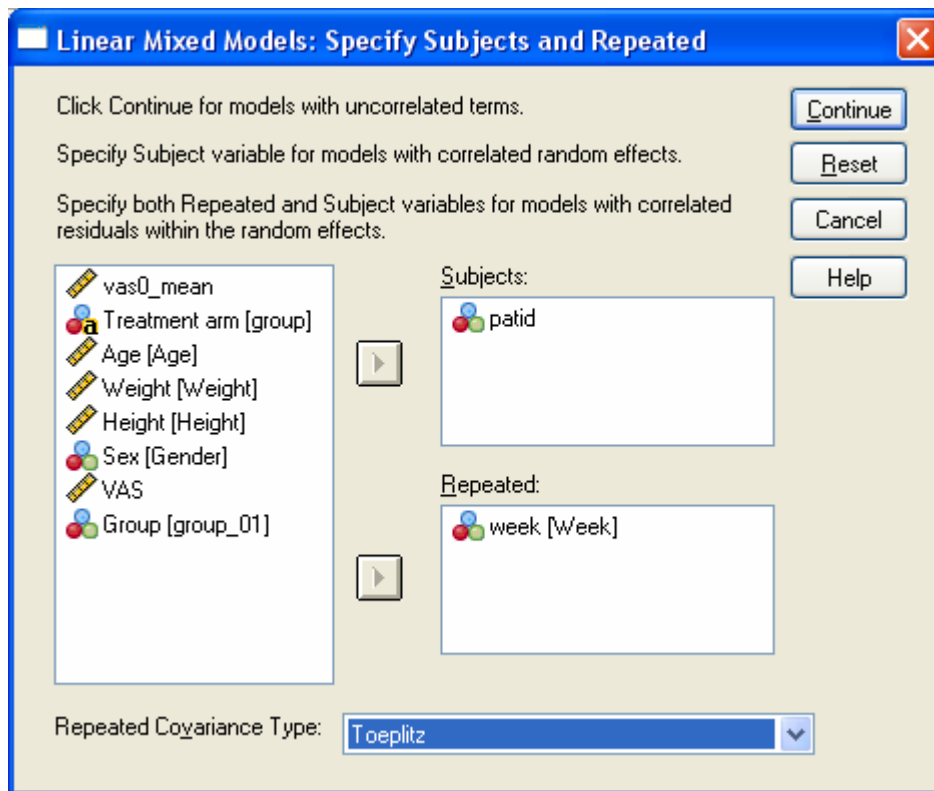 Linear Mixed Models: Specify Subjects and Repeated
Click Continue for models with uncorrelated terms.
Specify Subject variable for models with correlated random effects.
Specify both Repeated and Subject variables for models with correlated
residuals within the random effects.
Continue
Reset
Cancel
Help
vas0_mean
a Treatment arm [group]
Age [Age]
Weight [Weight]
Height [Height]
Sex [Gender]
VAS
Group [group_01]
Subjects:
patid
Repeated:
week [Week]
Repeated Covariance Type:
Toeplitz